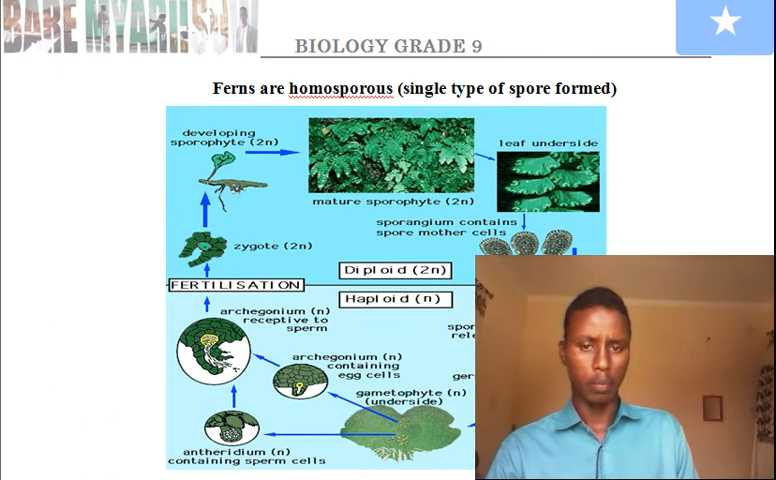 BARE MYARIISOW
BIOLOGY GRADE 9
Ferns are homosporous (single type of spore formed)
developing
sporophyte (2n)
leaf underside
mature sporophyte (2n)
sporangium contains
spore mother cells
zygote (2n)
Diploid (2n)
FERTILISATION
Haploid (n)
archegonium (n)
receptive to
sperm
archegonium (n)
containing
egg cells
gametophyte (n)
(underside)
antheridium (n)
containing sperm cells